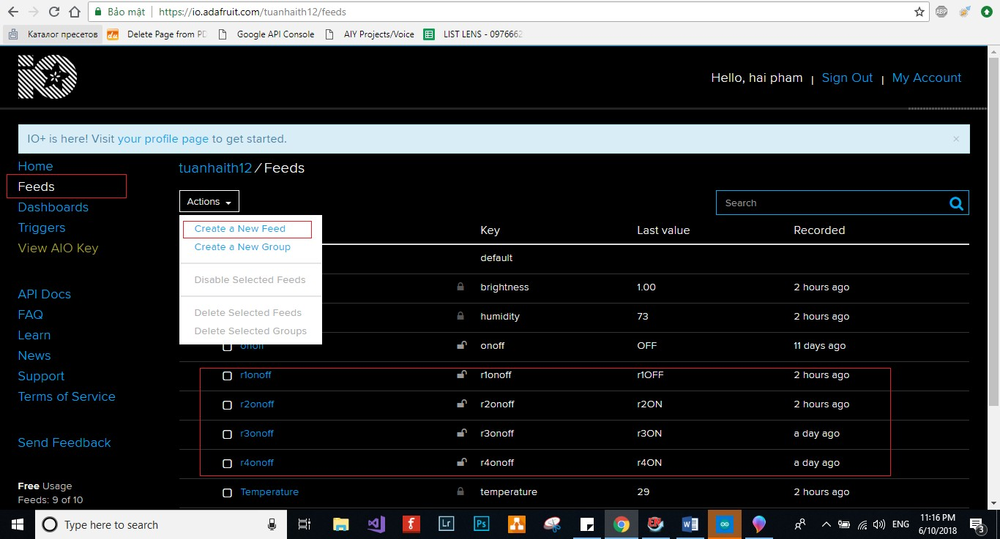 Bảo mật https://io.adafruit.com/tuanhaith12/feeds
ABP
Каталог пресетов Delete Page from PD Google API Console AIY Projects/Voice LIST LENS - 0976662
iO
Hello, hai pham | Sign Out | My Account
IO+ is here! Visit your profile page to get started. ×
Home
Feeds
Dashboards
Triggers
View AIO Key
API Docs
FAQ
Learn
News
Support
Terms of Service
Send Feedback
Free Usage
Feeds: 9 of 10
tuanhaith12 / Feeds
Actions
Search
Create a New Feed
Create a New Group
Disable Selected Feeds
Delete Selected Feeds
Delete Selected Groups
Key Last value Recorded
default
brightness 1.00 2 hours ago
humidity 73 2 hours ago
onoff onoff OFF 11 days ago
r1onoff r1onoff r1OFF 2 hours ago
r2onoff r2onoff r2ON 2 hours ago
r3onoff r3onoff r3ON a day ago
r4onoff r4onoff r4ON a day ago
Temperature temperature 29 2 hours ago
Type here to search
Lr
Ps
ENG
11:16 PM
6/10/2018
3